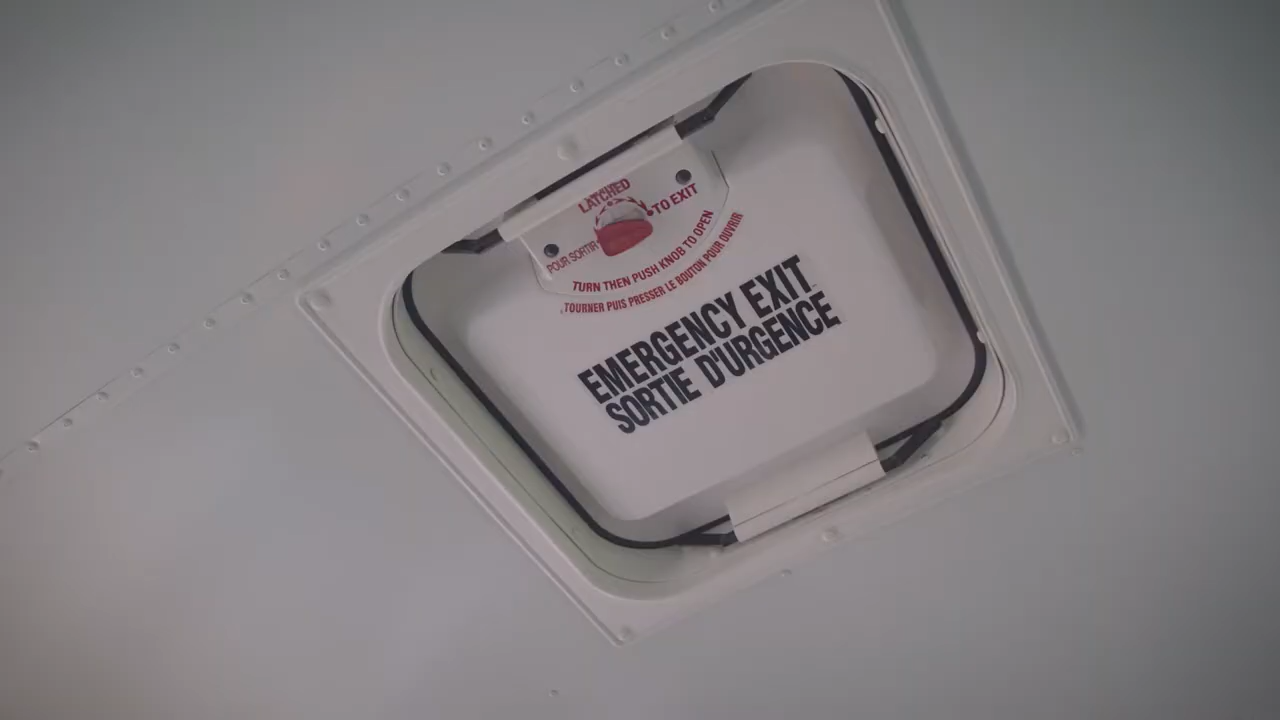 LATCHED
TO EXIT
POUR SORTIR
TURN THEN PUSH KNOB TO OPEN
TOURNER PUIS PRESSER LE BOUTON POUR OUVRIR
EMERGENCY EXIT
SORTIE D'URGENCE